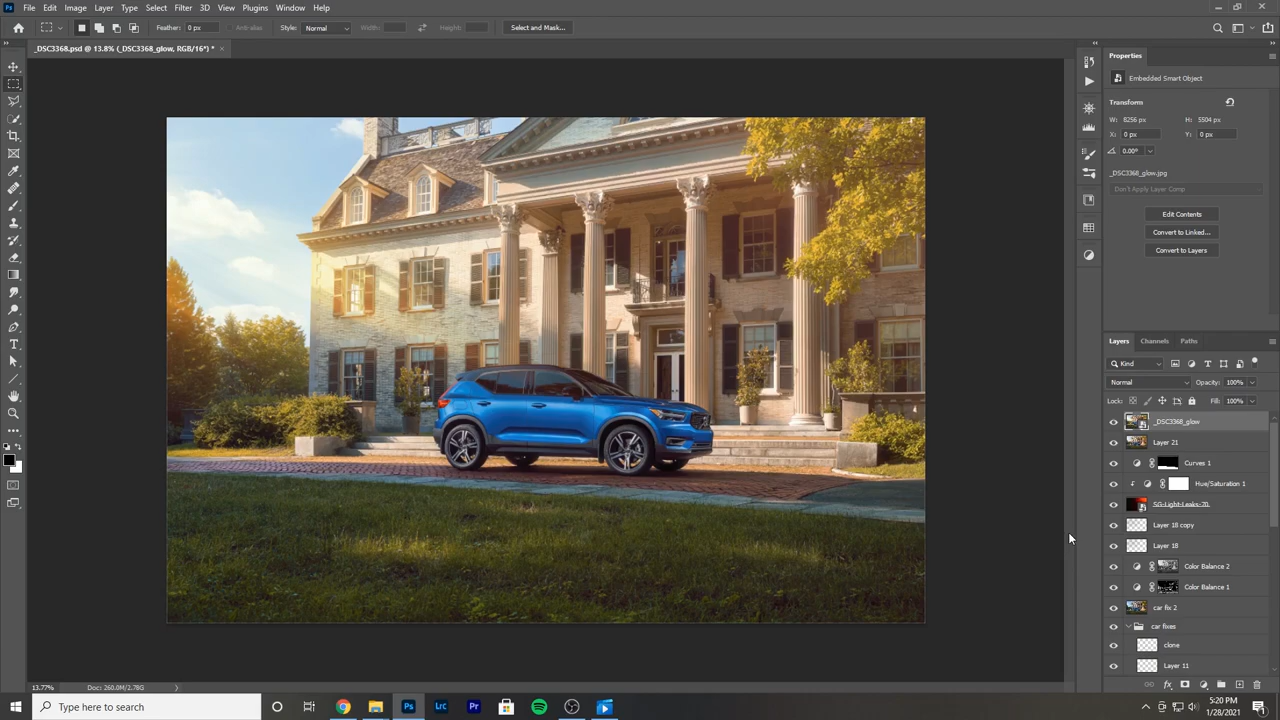 Ps File Edit Image Layer Type Select Filter 3D View Plugins Window Help
Feather: 0 px Anti-alias Style: Normal Width: Height: Select and Mask...
_DSC3368.psd @ 13.8% (_DSC3368_glow, RGB/16*) * ×
Properties
Embedded Smart Object
Transform
W: 8256 px H: 5504 px
X: 0 px Y: 0 px
0.00°
_DSC3368_glow.jpg
Don't Apply Layer Comp
Edit Contents
Convert to Linked...
Convert to Layers
Layers Channels Paths
Kind
Normal Opacity: 100%
Lock: Fill: 100%
_DSC3368_glow
Layer 21
Curves 1
Hue/Saturation 1
SG-Light-Leaks-20
Layer 18 copy
Layer 18
Color Balance 2
Color Balance 1
car fix 2
car fixes
clone
Layer 11
13.77% Doc: 260.0M/2.78G
Type here to search
Ps LrC Pr
5:20 PM
1/28/2021